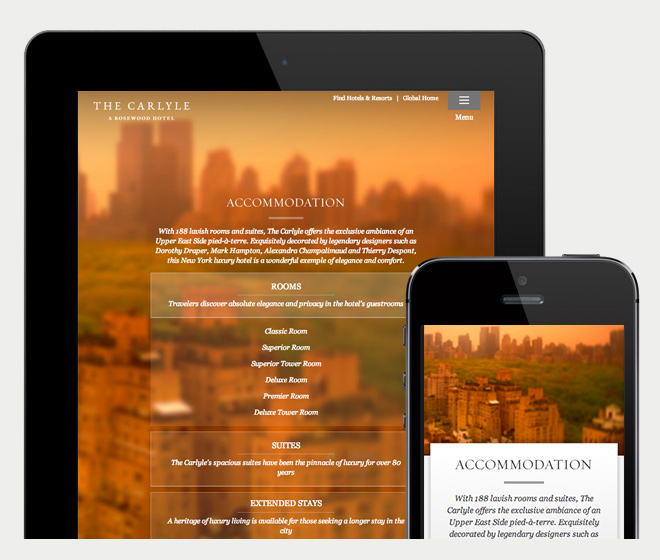 THE CARLYLE
A ROSEWOOD HOTEL
Find Hotels & Resorts | Global Home
Menu
ACCOMMODATION
With 188 lavish rooms and suites, The Carlyle offers the exclusive ambiance of an
Upper East Side pied-à-terre. Exquisitely decorated by legendary designers such as
Dorothy Draper, Mark Hampton, Alexandra Champalimaud and Thierry Despont,
this New York luxury hotel is a wonderful exemple of elegance and comfort.
ROOMS
Travelers discover absolute elegance and privacy in the hotel's guestrooms
Classic Room
Superior Room
Superior Tower Room
Deluxe Room
Premier Room
Deluxe Tower Room
SUITES
The Carlyle's spacious suites have been the pinnacle of luxury for over 80
years
EXTENDED STAYS
A heritage of luxury living is available for those seeking a longer stay in the
city
ACCOMMODATION
With 188 lavish rooms and suites, The
Carlyle offers the exclusive ambiance of an
Upper East Side pied-à-terre. Exquisitely
decorated by legendary designers such as